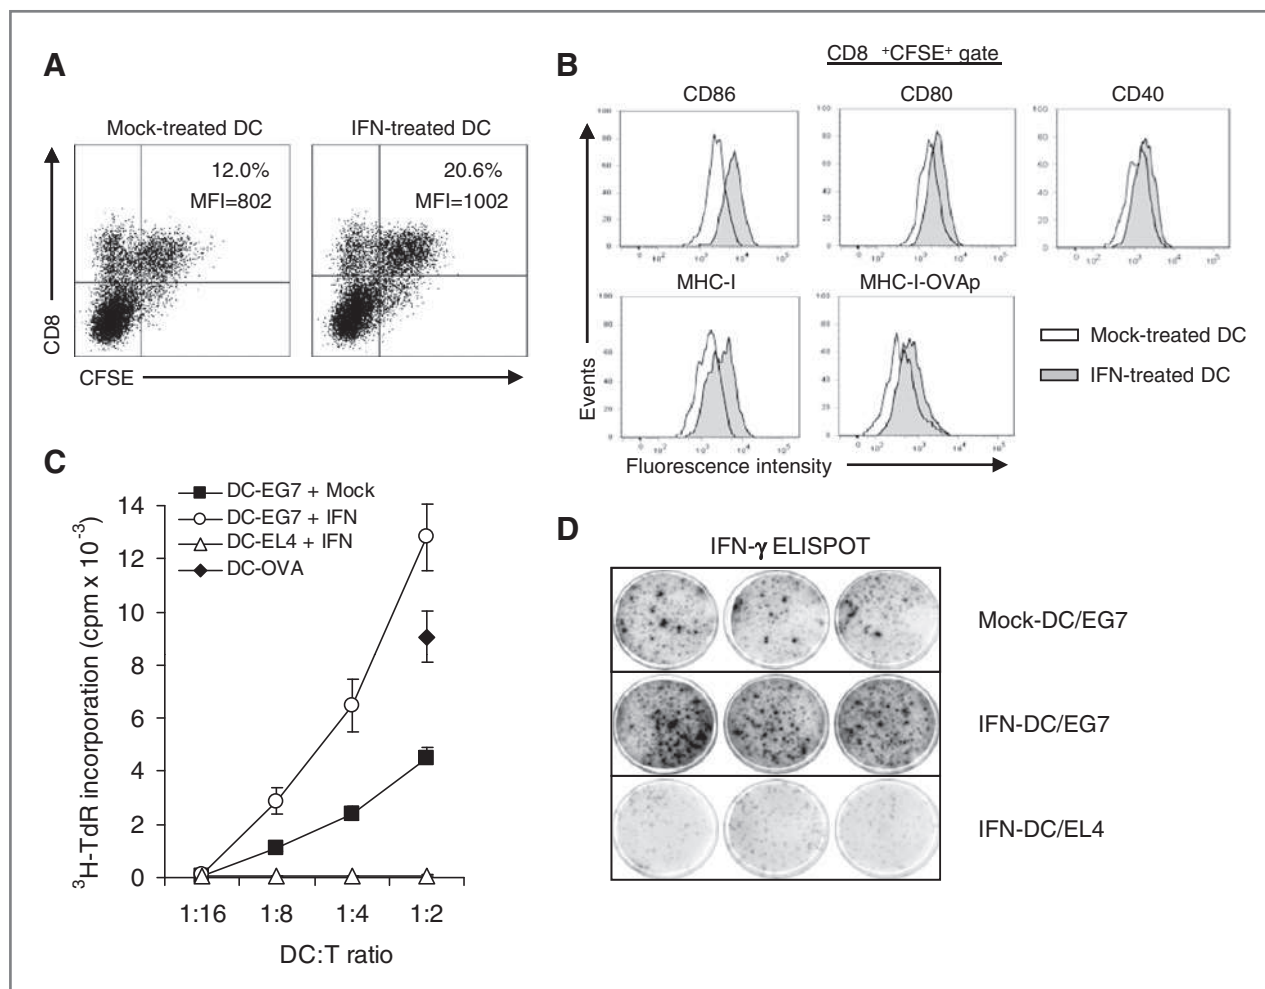 A
Mock-treated DC
IFN-treated DC
12.0%
MFI=802
20.6%
MFI=1002
CD8
CFSE
B
CD8 +CFSE+ gate
CD86
CD80
CD40
MHC-I
MHC-I-OVAp
Events
Fluorescence intensity
Mock-treated DC
IFN-treated DC
C
DC-EG7 + Mock
DC-EG7 + IFN
DC-EL4 + IFN
DC-OVA
³H-TdR incorporation (cpm x 10⁻³)
14
12
10
8
6
4
2
0
1:16 1:8 1:4 1:2
DC:T ratio
D
IFN-γ ELISPOT
Mock-DC/EG7
IFN-DC/EG7
IFN-DC/EL4